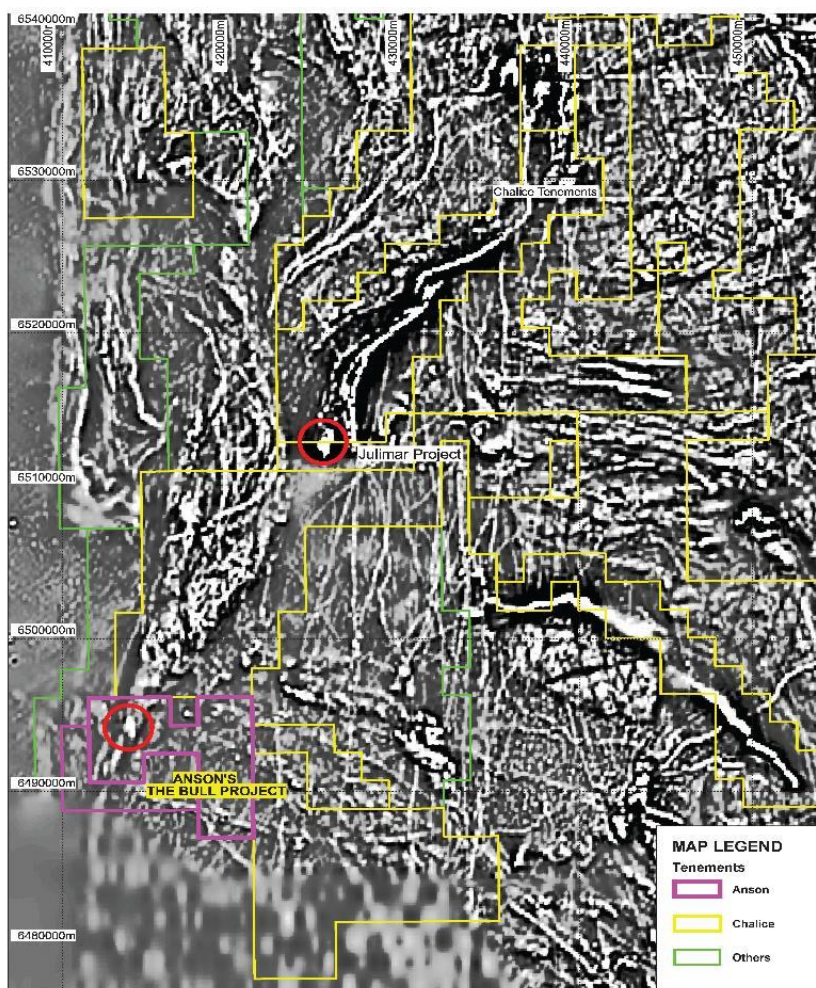 6540000m
410000m
420000m
430000m
440000m
450000m
6530000m
Chalice Tenements
6520000m
6510000m
Julimar Project
6500000m
6490000m
ANSON'S
THE BULL PROJECT
6480000m
MAP LEGEND
Tenements
Anson
Chalice
Others